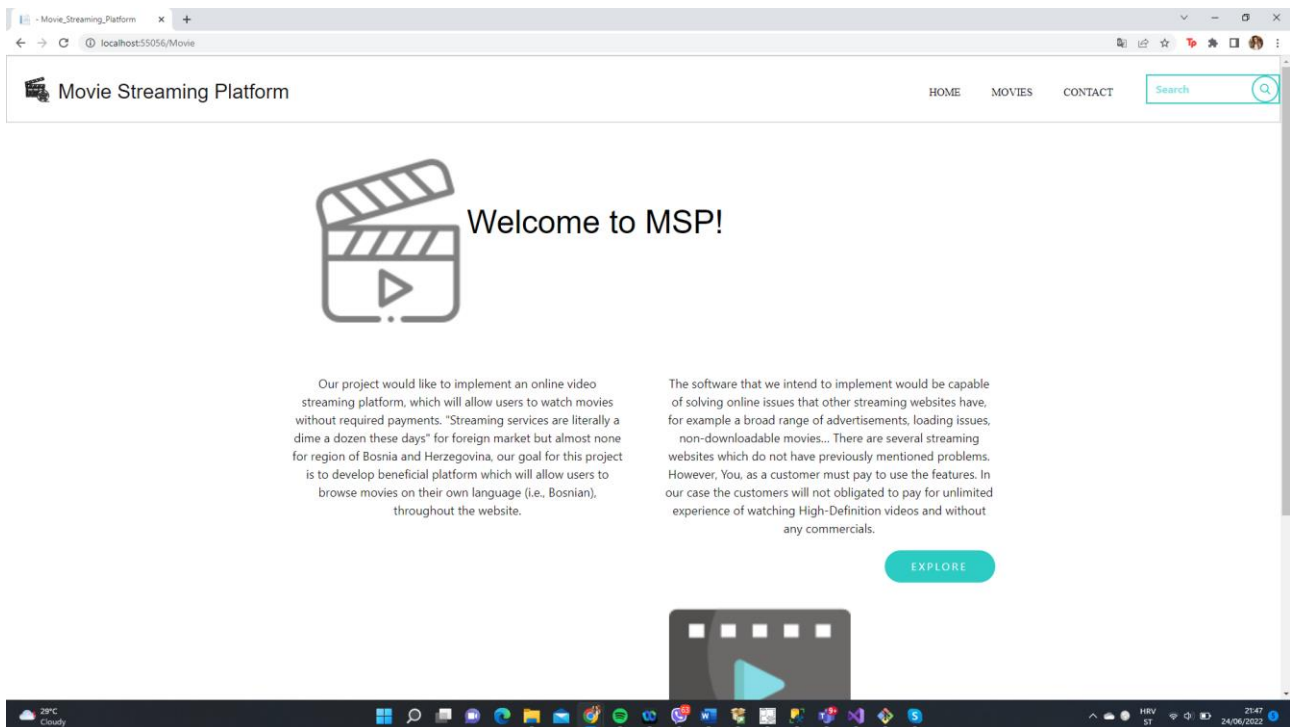 - Movie_Streaming_Platform
localhost:55056/Movie
Tp
Movie Streaming Platform
HOME MOVIES CONTACT Search
Welcome to MSP!
Our project would like to implement an online video
streaming platform, which will allow users to watch movies
without required payments. "Streaming services are literally a
dime a dozen these days" for foreign market but almost none
for region of Bosnia and Herzegovina, our goal for this project
is to develop beneficial platform which will allow users to
browse movies on their own language (i.e., Bosnian),
throughout the website.
The software that we intend to implement would be capable
of solving online issues that other streaming websites have,
for example a broad range of advertisements, loading issues,
non-downloadable movies... There are several streaming
websites which do not have previously mentioned problems.
However, You, as a customer must pay to use the features. In
our case the customers will not obligated to pay for unlimited
experience of watching High-Definition videos and without
any commercials.
EXPLORE
29°C
Cloudy
HRV
ST
21:47
24/06/2022